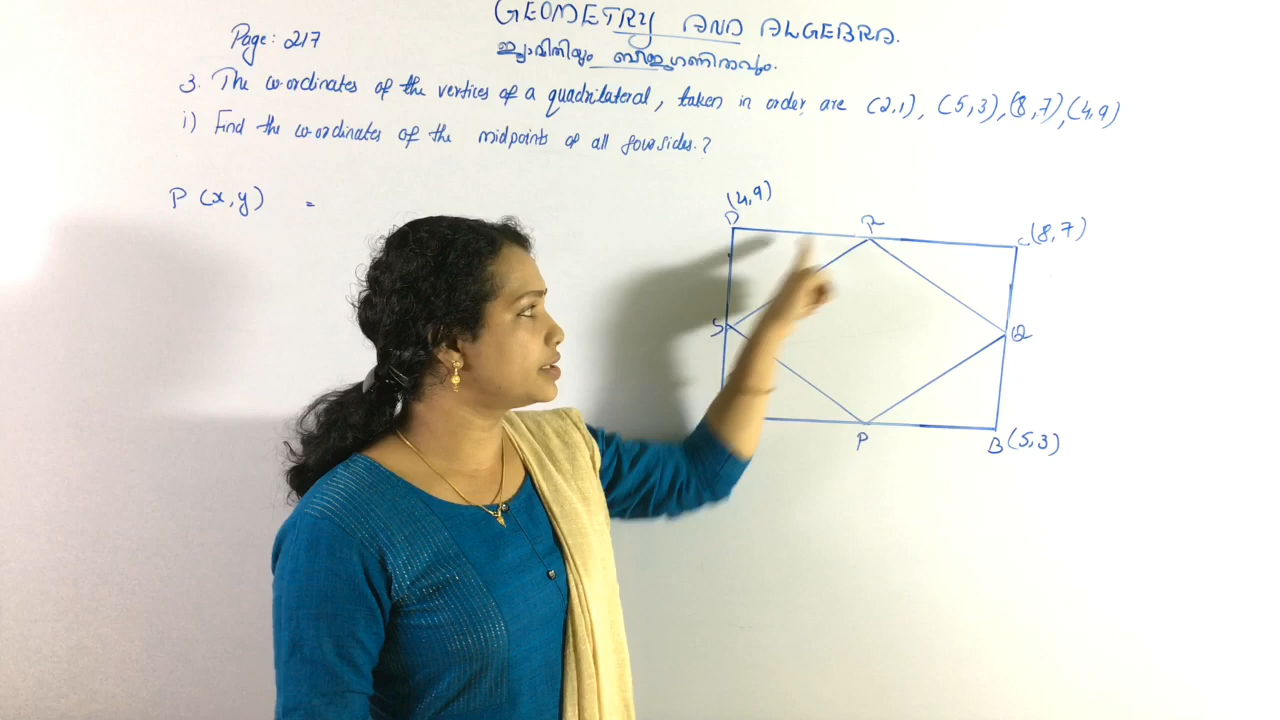 GEOMETRY AND ALGEBRA.
Page: 217
ജ്യാമിതിയും ബീജഗണിതവും.
3. The co-ordinates of the vertices of a quadrilateral, taken in order, are (2,1), (5,3), (8,7), (4,9)
i) Find the co-ordinates of the midpoints of all four sides.?
P (x,y) =
(4,9)
D
R
C (8,7)
S
Q
P
B (5,3)